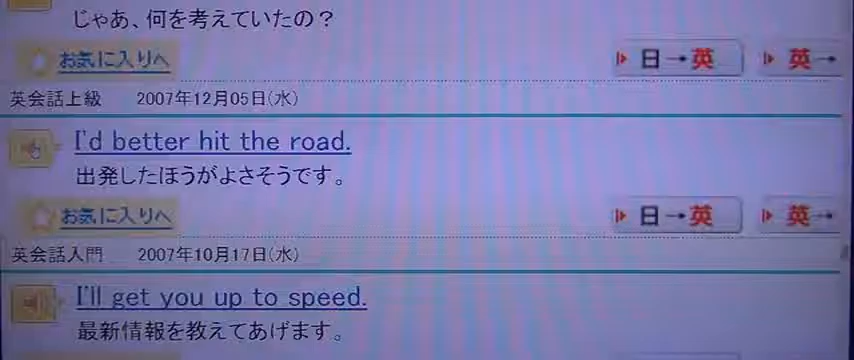 じゃあ、何を考えていたの?
お気に入りへ 日→英 英→
英会話上級 2007年12月05日(水)
I'd better hit the road.
出発したほうがよさそうです。
お気に入りへ 日→英 英→
英会話入門 2007年10月17日(水)
I'll get you up to speed.
最新情報を教えてあげます。